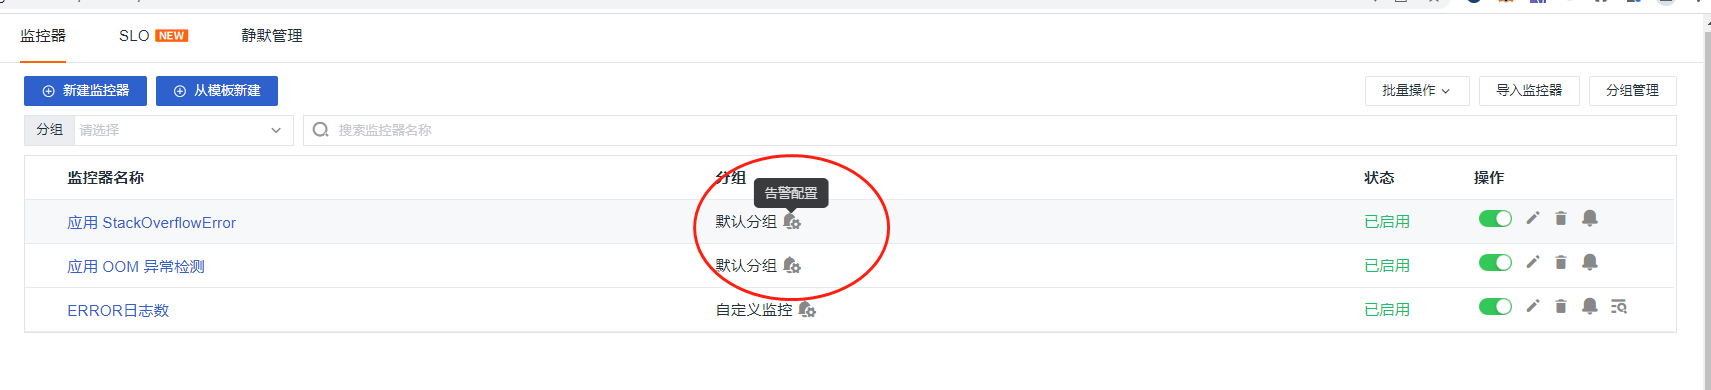 监控器 SLO NEW 静默管理
新建监控器 从模板新建 批量操作 导入监控器 分组管理
分组 请选择 搜索监控器名称
监控器名称 分组 状态 操作
告警配置
应用 StackOverflowError 默认分组 已启用
应用 OOM 异常检测 默认分组 已启用
ERROR日志数 自定义监控 已启用